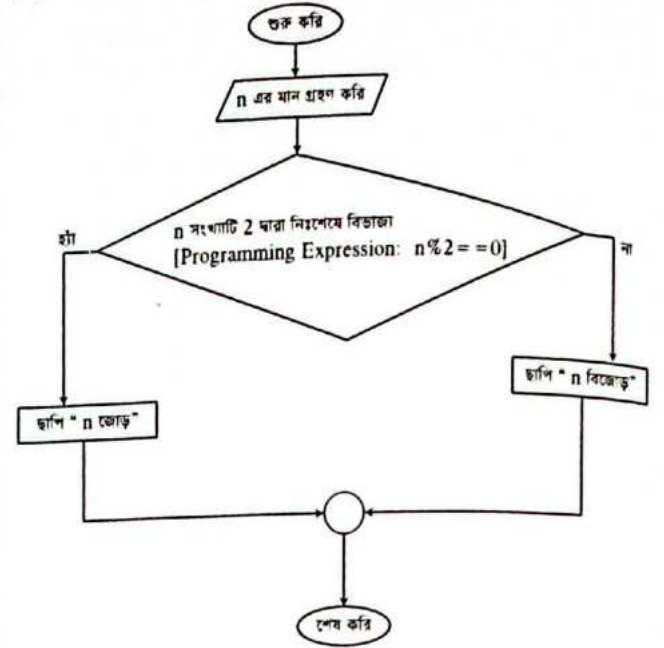 শুরু করি
n এর মান গ্রহণ করি
n সংখ্যাটি 2 দ্বারা নিঃশেষে বিভাজ্য
[Programming Expression: n%2==0]
হ্যাঁ
না
ছাপি " n বিজোড়"
ছাপি " n জোড়"
শেষ করি